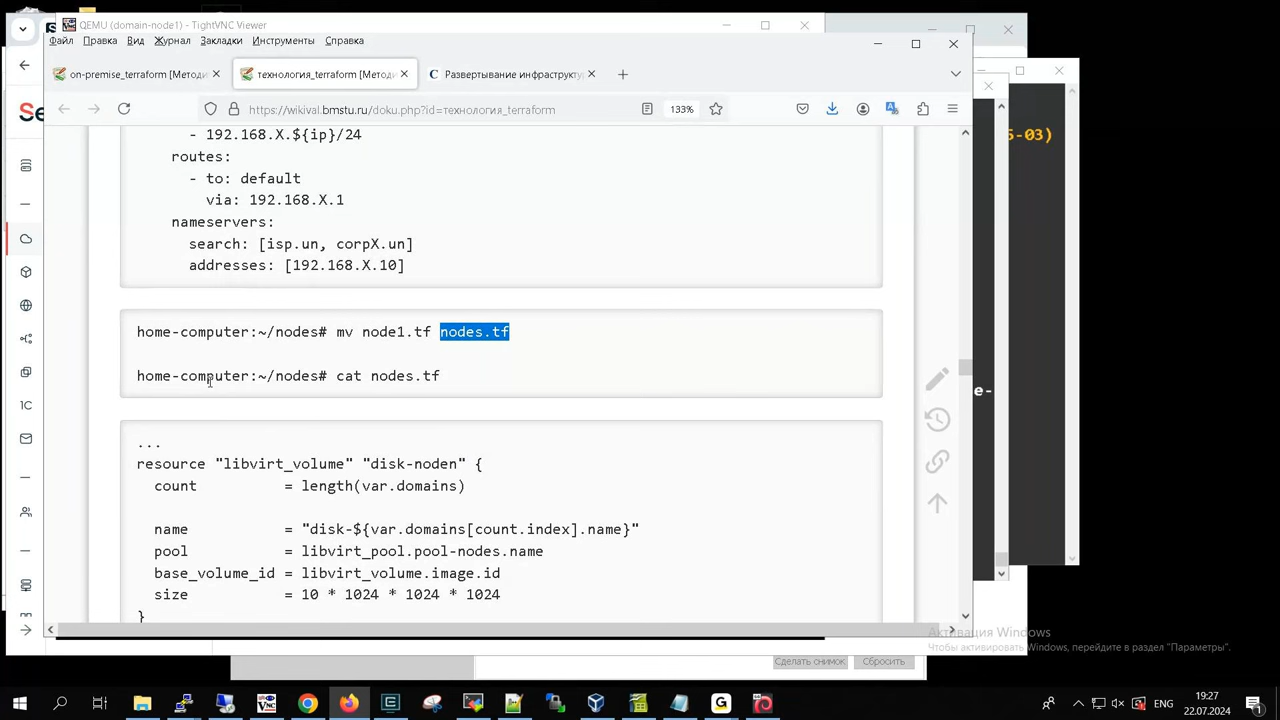 QEMU (domain-node1) - TightVNC Viewer
Файл Правка Вид Журнал Закладки Инструменты Справка
on-premise_terraform [Методи
технология_terraform [Методи
Развертывание инфраструкту
https://wikival.bmstu.ru/doku.php?id=технология_terraform
133%
- 192.168.X.${ip}/24
routes:
- to: default
via: 192.168.X.1
nameservers:
search: [isp.un, corpX.un]
addresses: [192.168.X.10]
home-computer:~/nodes# mv node1.tf nodes.tf
home-computer:~/nodes# cat nodes.tf
...
resource "libvirt_volume" "disk-noden" {
count = length(var.domains)
name = "disk-${var.domains[count.index].name}"
pool = libvirt_pool.pool-nodes.name
base_volume_id = libvirt_volume.image.id
size = 10 * 1024 * 1024 * 1024
}
Se
1C
-03)
e-
Сделать снимок
Сбросить
Активация Windows
Чтобы активировать Windows, перейдите в раздел "Параметры".
ENG
19:27
22.07.2024